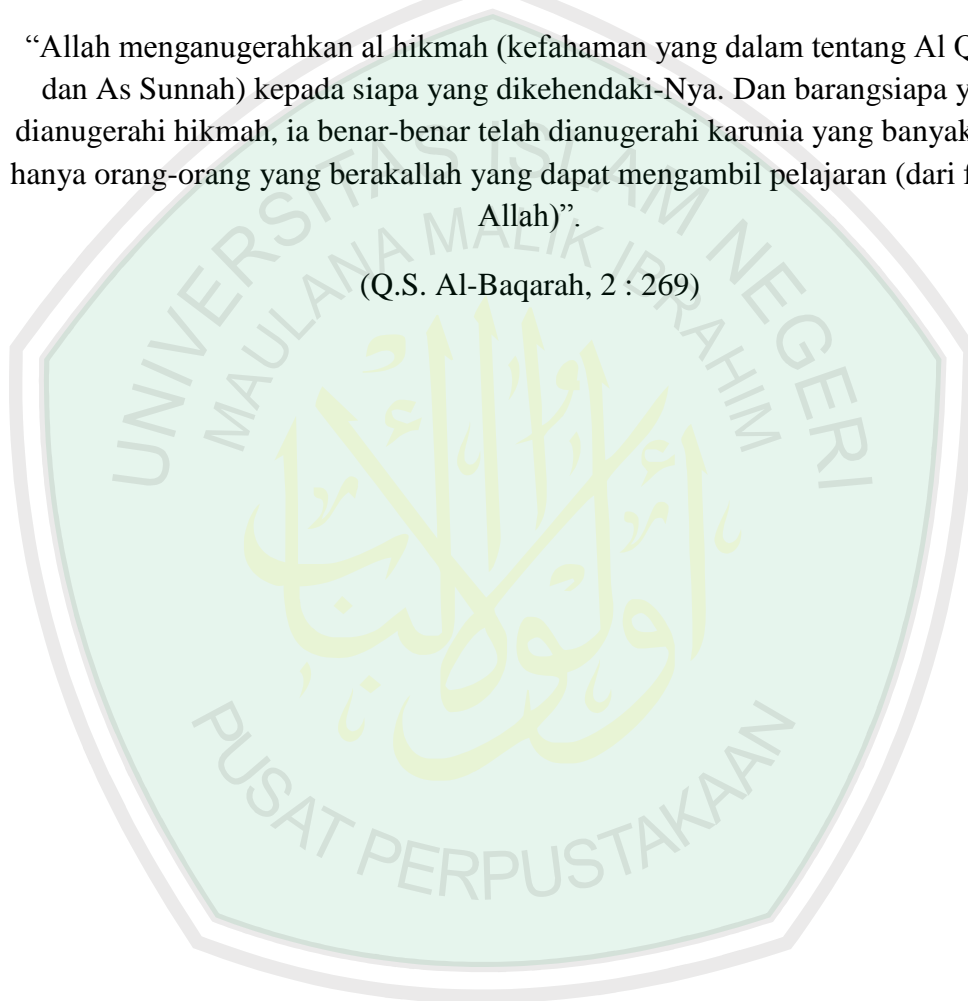 “Allah menganugerahkan al hikmah (kefahaman yang dalam tentang Al
dan As Sunnah) kepada siapa yang dikehendaki-Nya. Dan barangsiapa
dianugerahi hikmah, ia benar-benar telah dianugerahi karunia yang banyak
hanya orang-orang yang berakallah yang dapat mengambil pelajaran (dari
Allah)”.
(Q.S. Al-Baqarah, 2 : 269)
UNIVERSITAS ISLAM NEGERI
MAULANA MALIK IBRAHIM
أولوا الألباب
PUSAT PERPUSTAKAAN